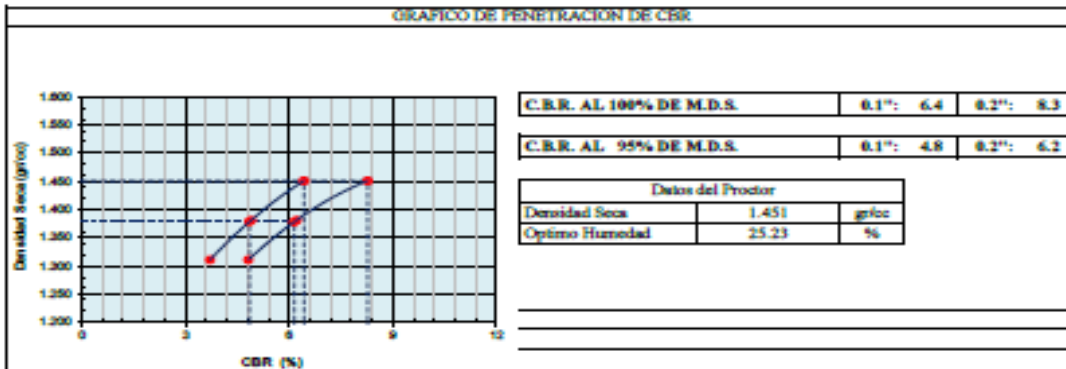 GRAFICO DE PENETRACION DE CBR
1.600
1.550
1.500
1.450
1.400
1.350
1.300
1.250
1.200
Densidad Seca (gr/cc)
0 3 6 9 12
CBR (%)
C.B.R. AL 100% DE M.D.S. 0.1": 6.4 0.2": 8.3
C.B.R. AL 95% DE M.D.S. 0.1": 4.8 0.2": 6.2
Datos del Proctor
Densidad Seca 1.451 gr/cc
Optimo Humedad 25.23 %